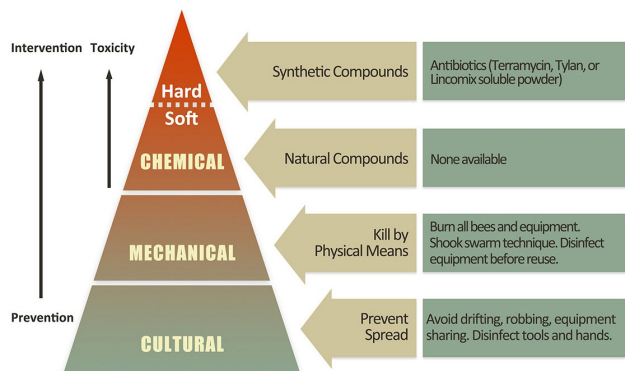 Intervention Toxicity
Prevention
Hard
Soft
CHEMICAL
MECHANICAL
CULTURAL
Synthetic Compounds
Antibiotics (Terramycin, Tylan, or
Lincomix soluble powder)
Natural Compounds
None available
Kill by
Physical Means
Burn all bees and equipment.
Shook swarm technique. Disinfect
equipment before reuse.
Prevent
Spread
Avoid drifting, robbing, equipment
sharing. Disinfect tools and hands.